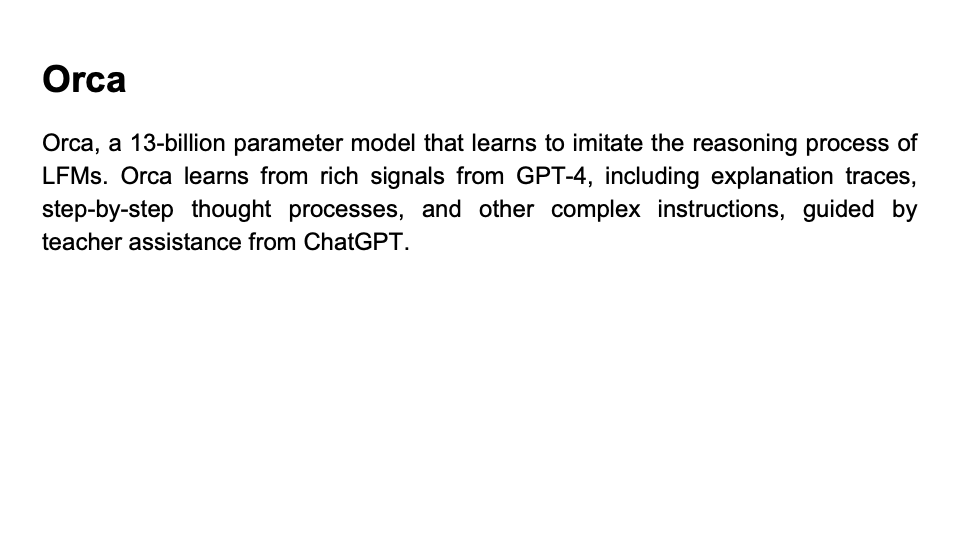 Orca
Orca, a 13-billion parameter model that learns to imitate the reasoning process of
LFMs. Orca learns from rich signals from GPT-4, including explanation traces,
step-by-step thought processes, and other complex instructions, guided by
teacher assistance from ChatGPT.